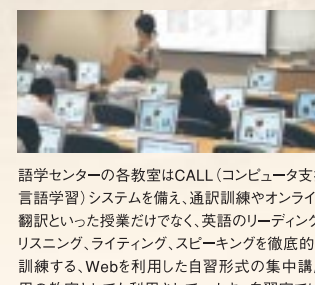 語学センターの各教室はCALL（コンピュータ支
言語学習）システムを備え、通訳訓練やオンライ
翻訳といった授業だけでなく、英語のリーディング
リスニング、ライティング、スピーキングを徹底的
訓練する、Webを利用した自習形式の集中講